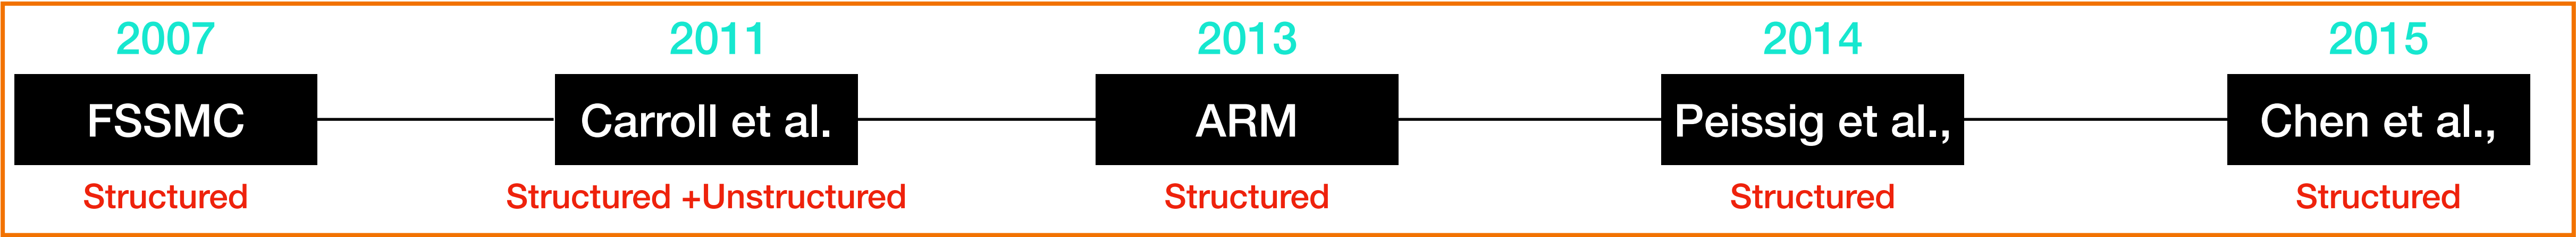 2007 2011 2013 2014 2015
FSSMC Carroll et al. ARM Peissig et al., Chen et al.,
Structured Structured +Unstructured Structured Structured Structured